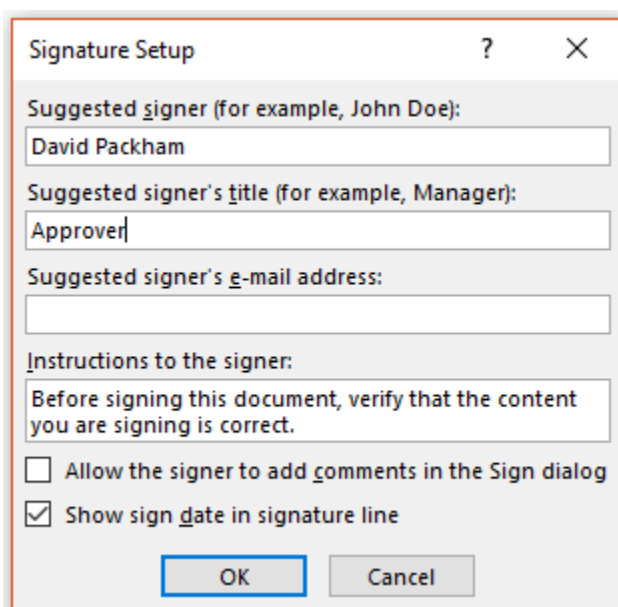 Signature Setup ?
Suggested signer (for example, John Doe):
David Packham
Suggested signer's title (for example, Manager):
Approver
Suggested signer's e-mail address:
Instructions to the signer:
Before signing this document, verify that the content
you are signing is correct.
Allow the signer to add comments in the Sign dialog
Show sign date in signature line
OK Cancel